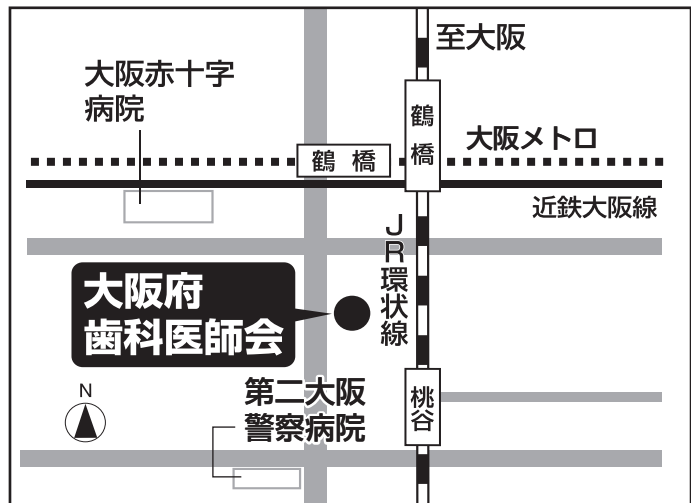 至大阪
大阪赤十字
病院
鶴橋
大阪メトロ
鶴橋
近鉄大阪線
JR環状線
大阪府
歯科医師会
N
第二大阪
警察病院
桃谷